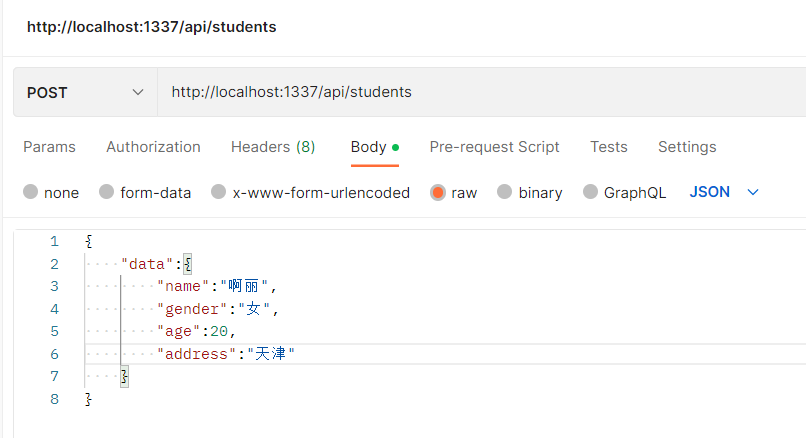 http://localhost:1337/api/students
POST http://localhost:1337/api/students
Params Authorization Headers (8) Body Pre-request Script Tests Settings
none form-data x-www-form-urlencoded raw binary GraphQL JSON
1 {
2 "data":{
3 "name":"啊丽",
4 "gender":"女",
5 "age":20,
6 "address":"天津"
7 }
8 }